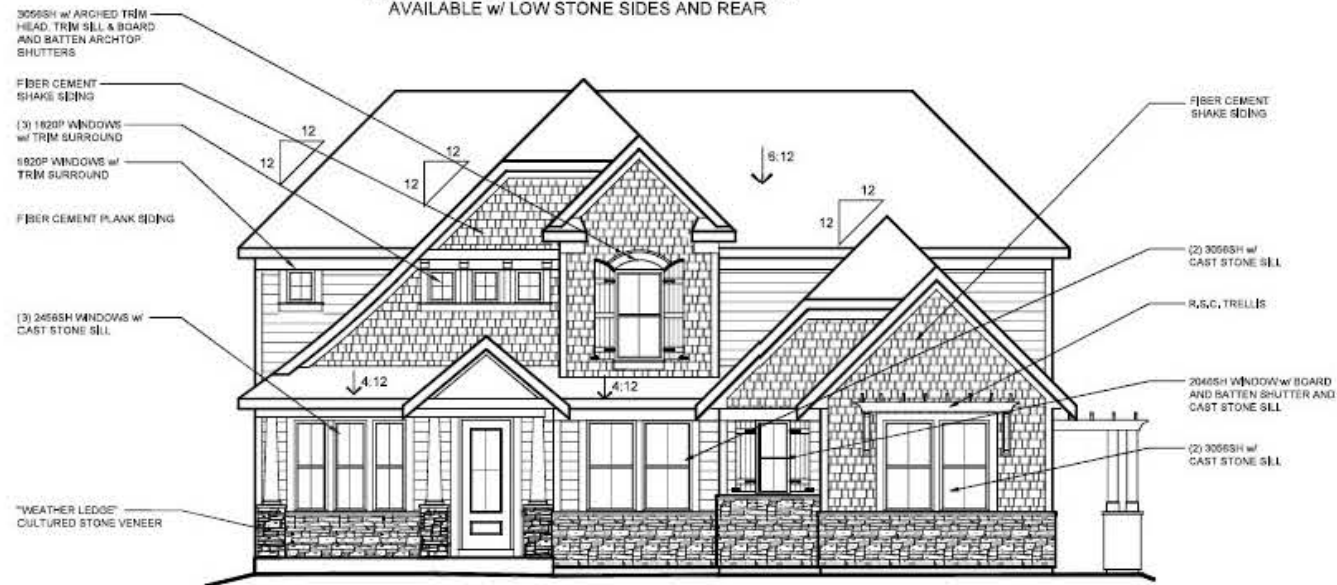 AVAILABLE w/ LOW STONE SIDES AND REAR
3056SH w/ ARCHED TRIM
HEAD, TRIM SILL & BOARD
AND BATTEN ARCHTOP
SHUTTERS
FIBER CEMENT
SHAKE SIDING
(3) 1820P WINDOWS
w/ TRIM SURROUND
1820P WINDOWS w/
TRIM SURROUND
FIBER CEMENT PLANK SIDING
(3) 2456SH WINDOWS w/
CAST STONE SILL
"WEATHER LEDGE"
CULTURED STONE VENEER
12
12
12
12
6:12
12
12
4:12
4:12
FIBER CEMENT
SHAKE SIDING
(2) 3056SH w/
CAST STONE SILL
R.S.C. TRELLIS
2046SH WINDOW w/ BOARD
AND BATTEN SHUTTER AND
CAST STONE SILL
(2) 3056SH w/
CAST STONE SILL